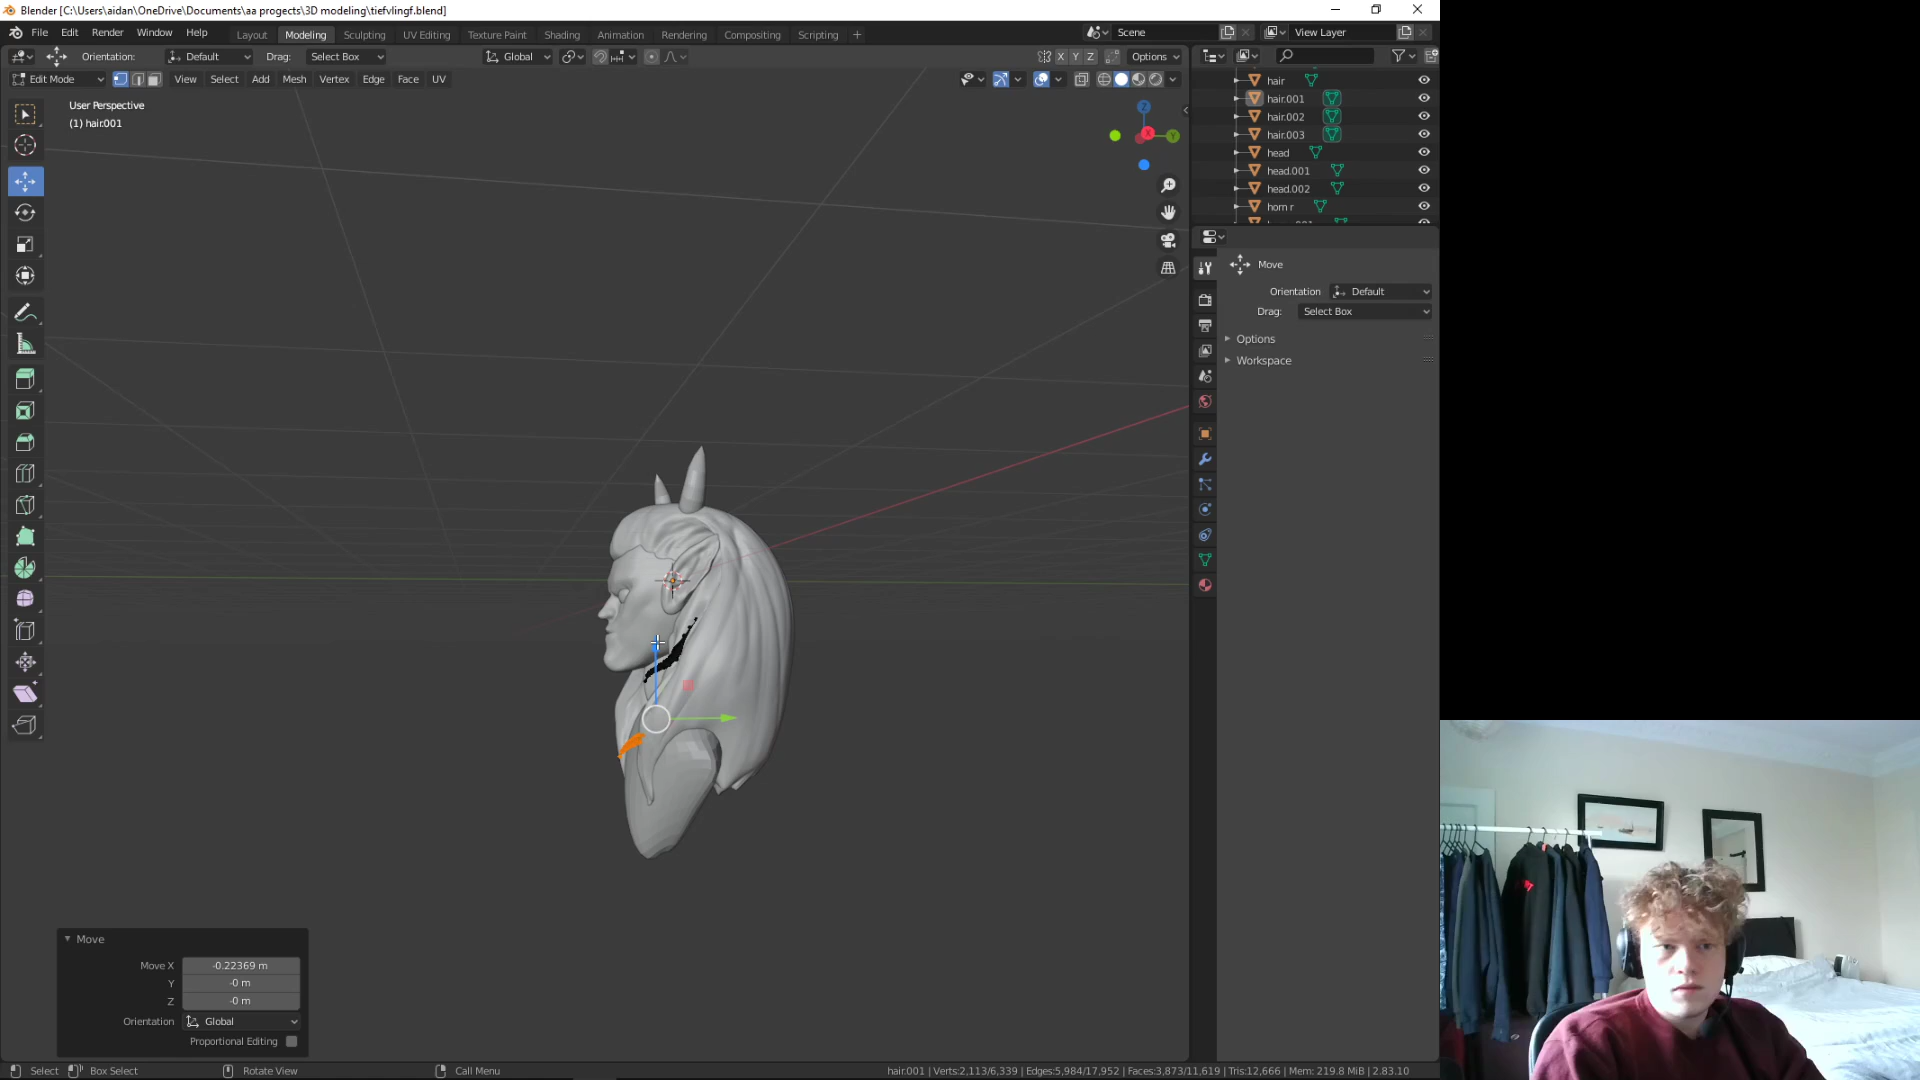 Blender [C:\Users\aidan\OneDrive\Documents\aa progects\3D modeling\tiefvlingf.blend]
File Edit Render Window Help Layout Modeling Sculpting UV Editing Texture Paint Shading Animation Rendering Compositing Scripting + Scene View Layer
Orientation: Default Drag: Select Box Global X Y Z Options
Edit Mode View Select Add Mesh Vertex Edge Face UV
User Perspective
(1) hair.001
Z
X
Y
hair
hair.001
hair.002
hair.003
head
head.001
head.002
horn r
Move
Orientation Default
Drag: Select Box
Options
Workspace
Move
Move X -0.22369 m
Y -0 m
Z -0 m
Orientation Global
Proportional Editing
Select Box Select Rotate View Call Menu hair.001 | Verts:2,113/6,339 | Edges:5,984/17,952 | Faces:3,873/11,619 | Tris:12,666 | Mem: 219.8 MiB | 2.83.10